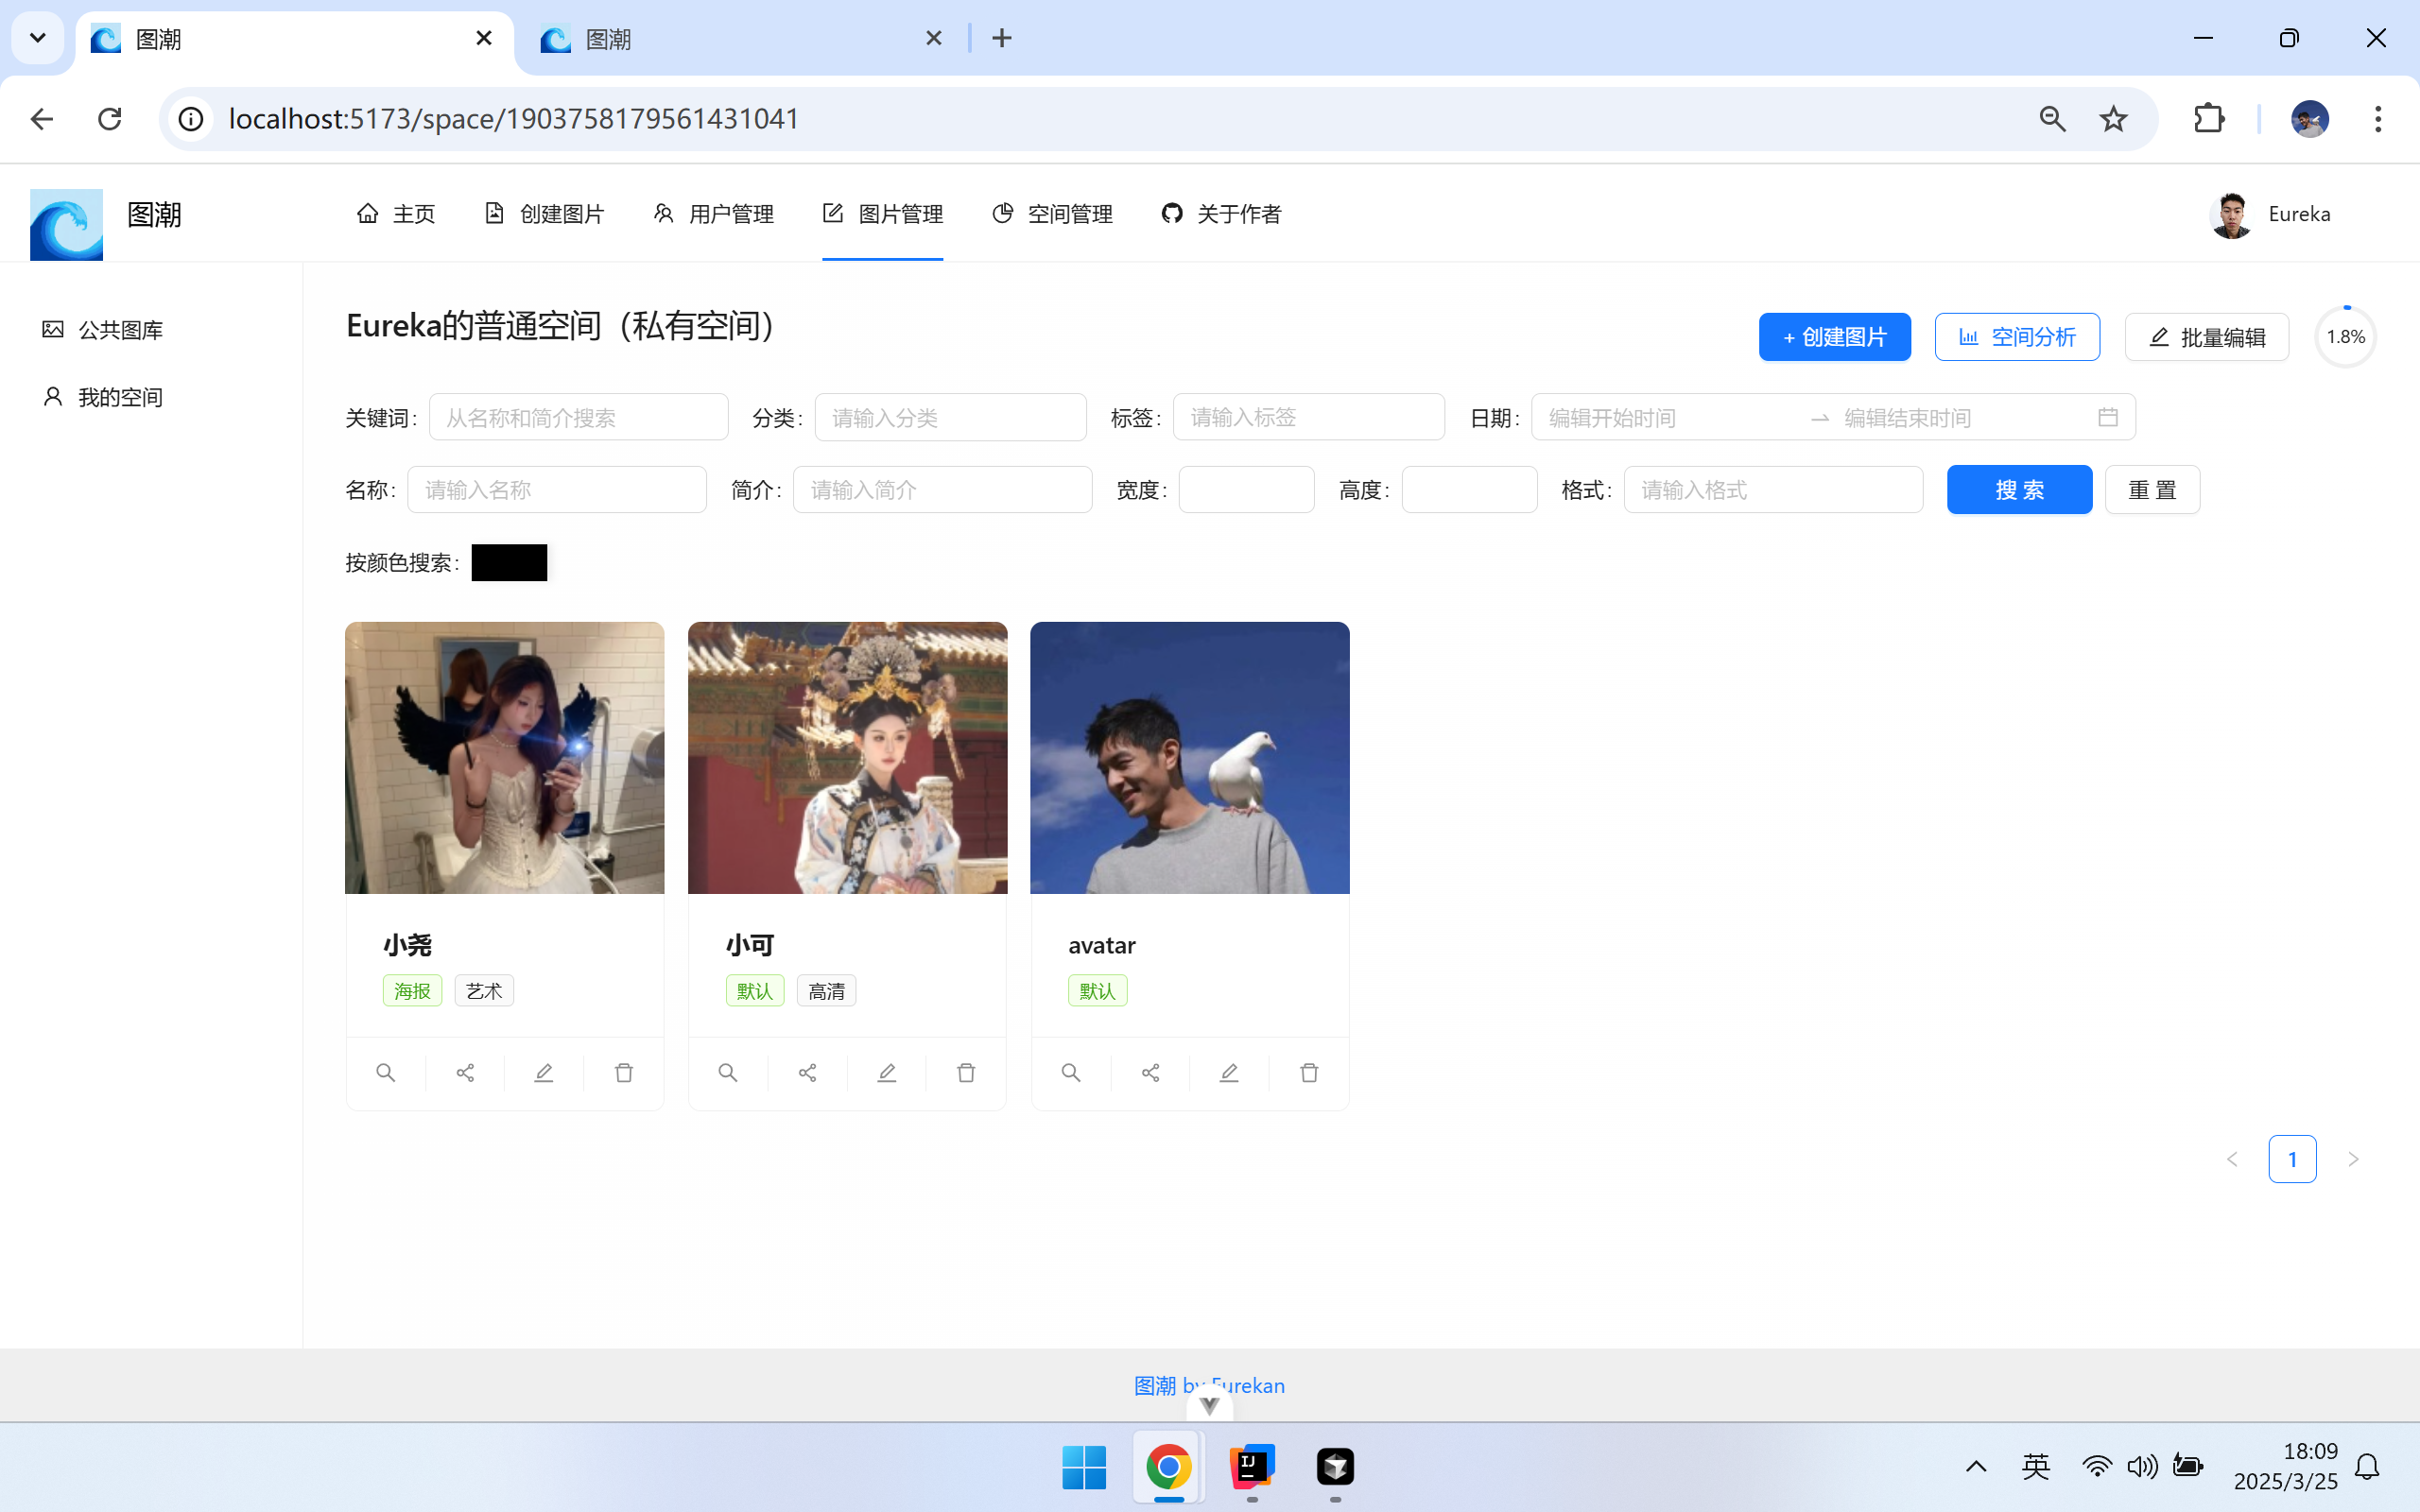 图潮
图潮
localhost:5173/space/1903758179561431041
图潮
主页
创建图片
用户管理
图片管理
空间管理
关于作者
Eureka
公共图库
我的空间
Eureka的普通空间（私有空间）
+ 创建图片
空间分析
批量编辑
1.8%
关键词: 从名称和简介搜索
分类: 请输入分类
标签: 请输入标签
日期: 编辑开始时间 → 编辑结束时间
名称: 请输入名称
简介: 请输入简介
宽度:
高度:
格式: 请输入格式
搜 索
重 置
按颜色搜索:
小尧
海报 艺术
小可
默认 高清
avatar
默认
< 1 >
图潮 by Eurekan
IJ
英
18:09
2025/3/25